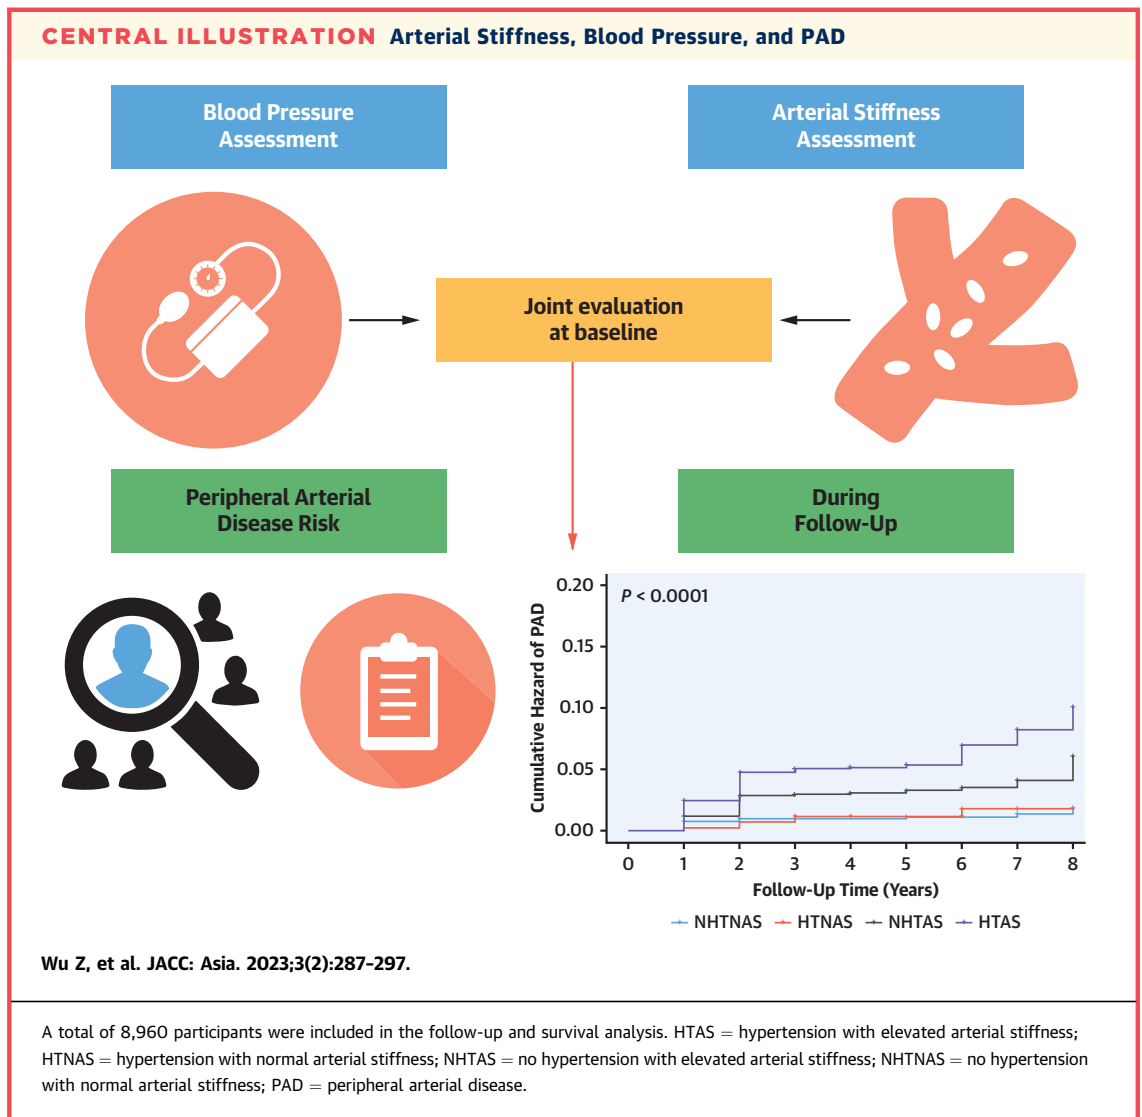 CENTRAL ILLUSTRATION Arterial Stiffness, Blood Pressure, and PAD
Blood Pressure
Assessment
Arterial Stiffness
Assessment
Joint evaluation
at baseline
Peripheral Arterial
Disease Risk
During
Follow-Up
Cumulative Hazard of PAD
0.20
0.15
0.10
0.05
0.00
P < 0.0001
0 1 2 3 4 5 6 7 8
Follow-Up Time (Years)
NHTNAS HTNAS NHTAS HTAS
Wu Z, et al. JACC: Asia. 2023;3(2):287–297.
A total of 8,960 participants were included in the follow-up and survival analysis. HTAS = hypertension with elevated arterial stiffness;
HTNAS = hypertension with normal arterial stiffness; NHTAS = no hypertension with elevated arterial stiffness; NHTNAS = no hypertension
with normal arterial stiffness; PAD = peripheral arterial disease.